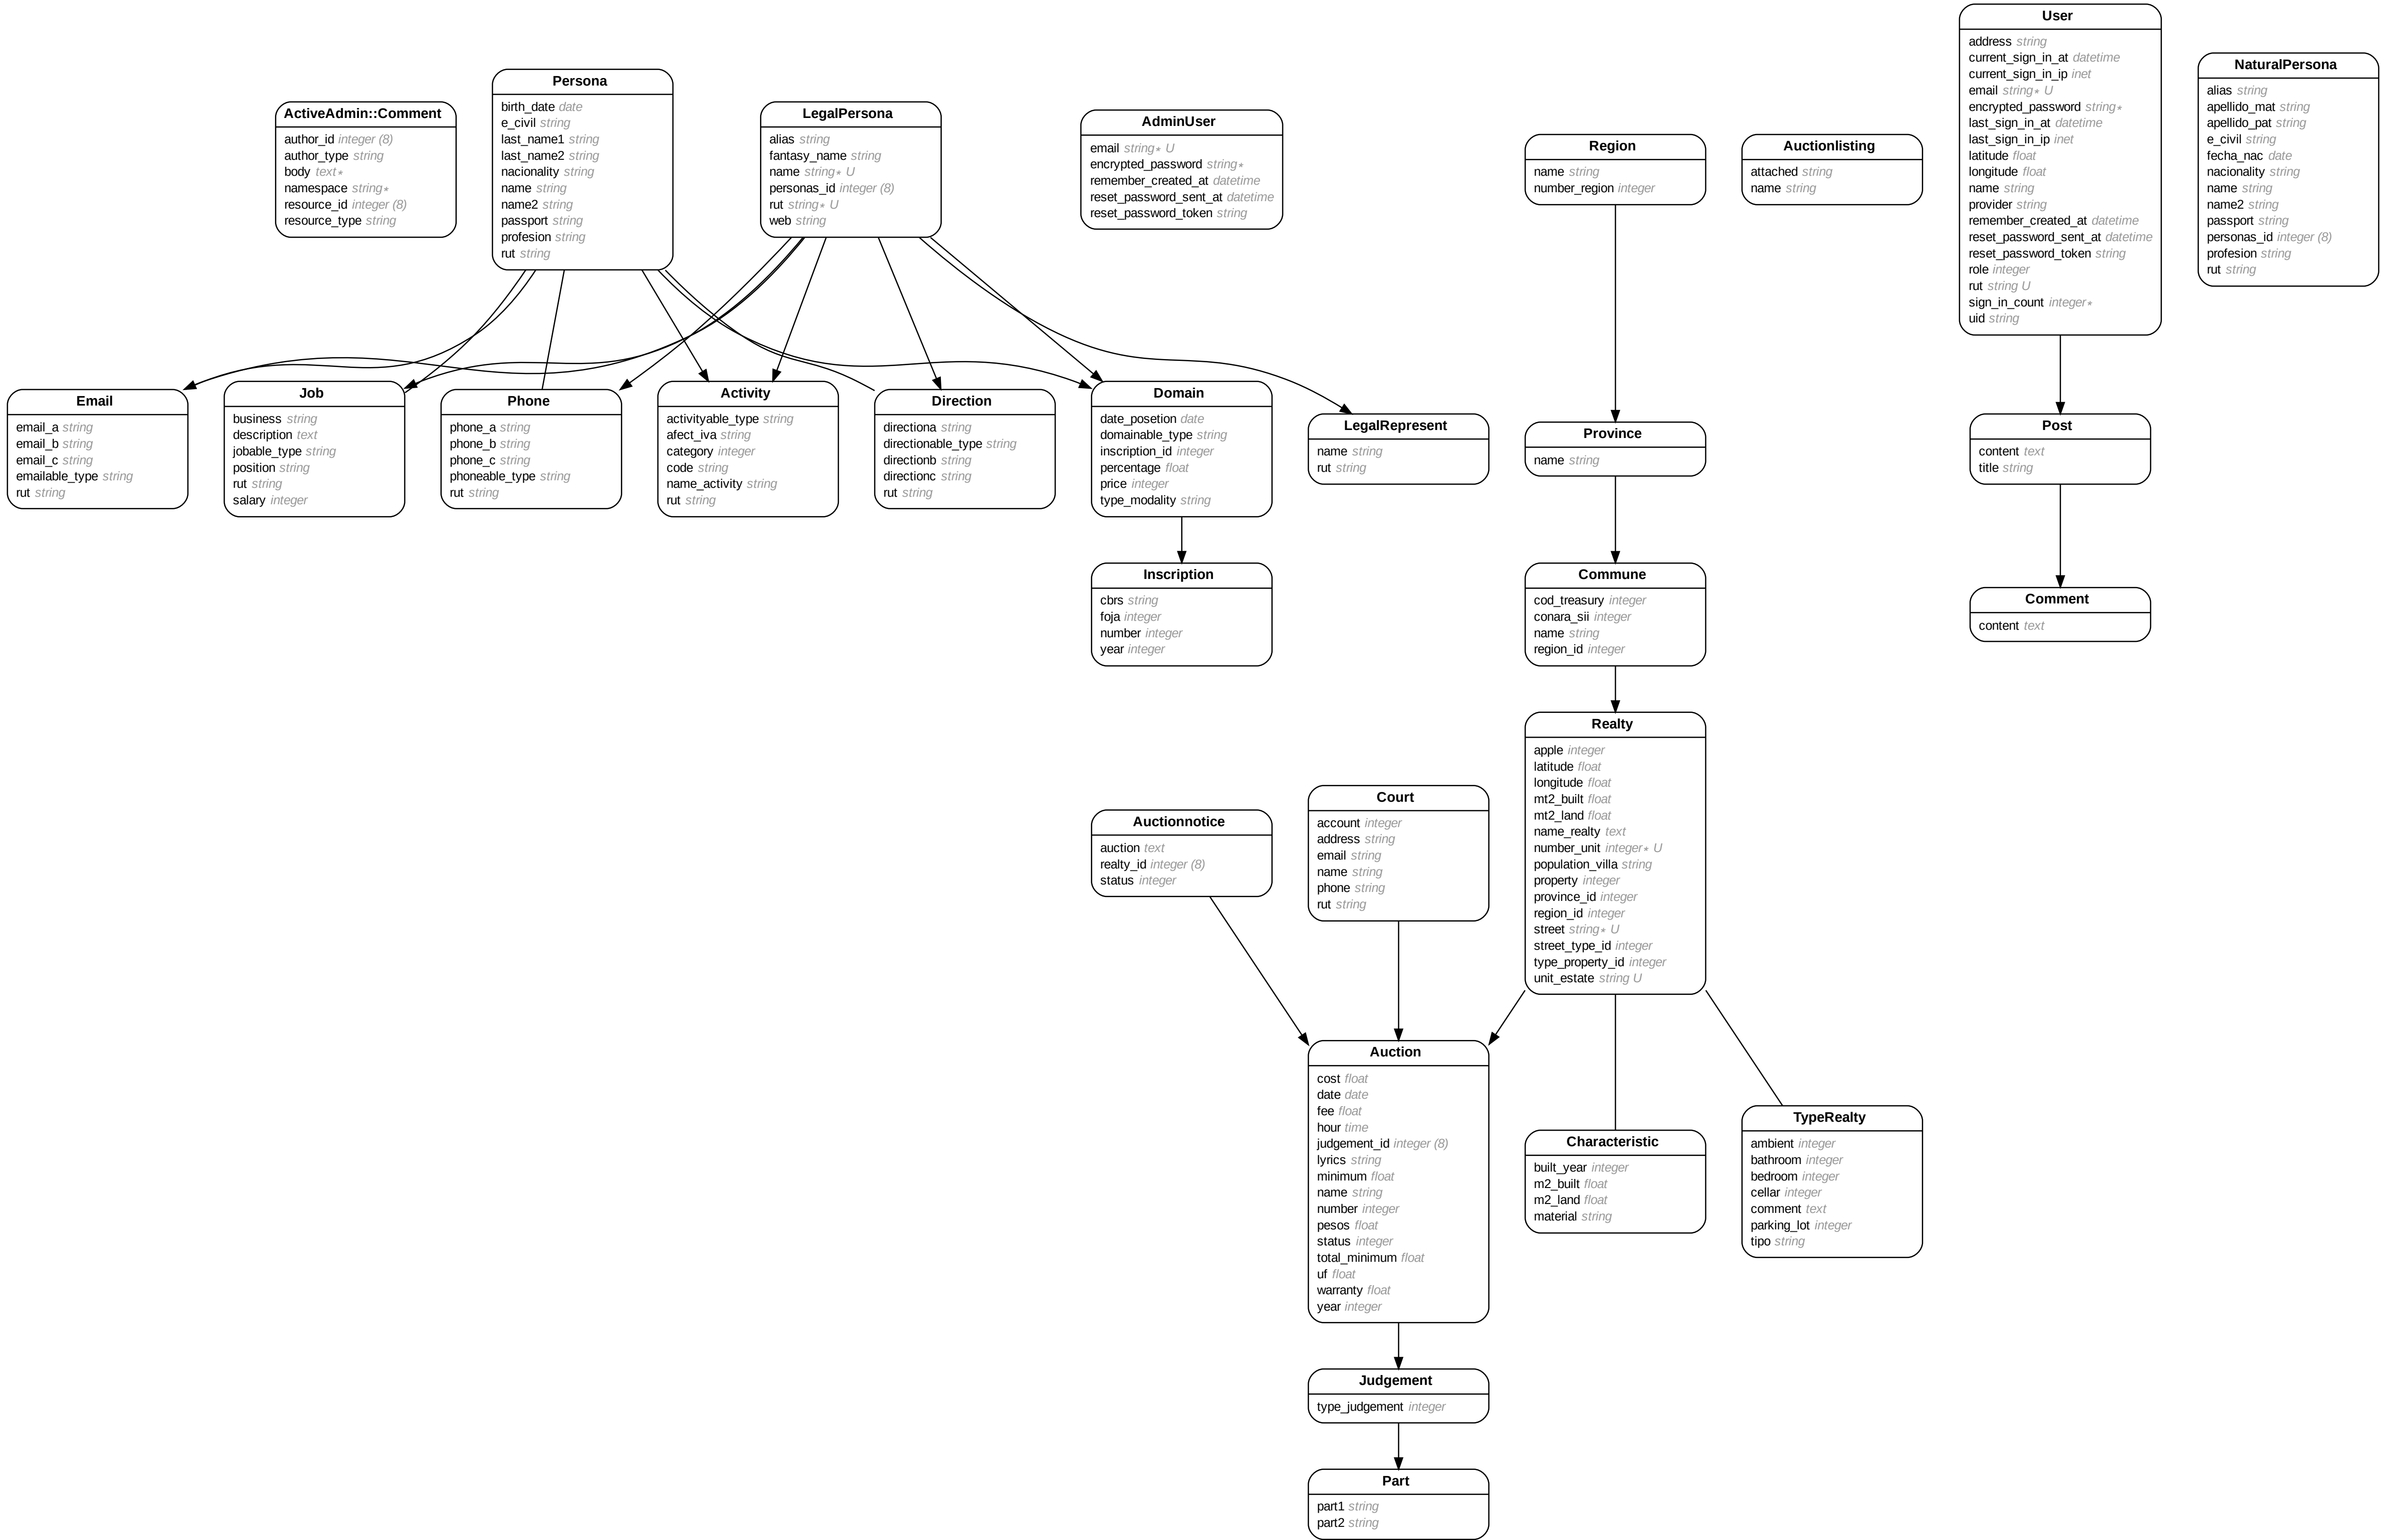 User
address string
current_sign_in_at datetime
current_sign_in_ip inet
email string∗ U
encrypted_password string∗
last_sign_in_at datetime
last_sign_in_ip inet
latitude float
longitude float
name string
provider string
remember_created_at datetime
reset_password_sent_at datetime
reset_password_token string
role integer
rut string U
sign_in_count integer∗
uid string
NaturalPersona
alias string
apellido_mat string
apellido_pat string
e_civil string
fecha_nac date
nacionality string
name string
name2 string
passport string
personas_id integer (8)
profesion string
rut string
Persona
birth_date date
e_civil string
last_name1 string
last_name2 string
nacionality string
name string
name2 string
passport string
profesion string
rut string
ActiveAdmin::Comment
author_id integer (8)
author_type string
body text∗
namespace string∗
resource_id integer (8)
resource_type string
LegalPersona
alias string
fantasy_name string
name string∗ U
personas_id integer (8)
rut string∗ U
web string
AdminUser
email string∗ U
encrypted_password string∗
remember_created_at datetime
reset_password_sent_at datetime
reset_password_token string
Region
name string
number_region integer
Auctionlisting
attached string
name string
Email
email_a string
email_b string
email_c string
emailable_type string
rut string
Job
business string
description text
jobable_type string
position string
rut string
salary integer
Phone
phone_a string
phone_b string
phone_c string
phoneable_type string
rut string
Activity
activityable_type string
afect_iva string
category integer
code string
name_activity string
rut string
Direction
directiona string
directionable_type string
directionb string
directionc string
rut string
Domain
date_posetion date
domainable_type string
inscription_id integer
percentage float
price integer
type_modality string
LegalRepresent
name string
rut string
Province
name string
Post
content text
title string
Inscription
cbrs string
foja integer
number integer
year integer
Commune
cod_treasury integer
conara_sii integer
name string
region_id integer
Comment
content text
Realty
apple integer
latitude float
longitude float
mt2_built float
mt2_land float
name_realty text
number_unit integer∗ U
population_villa string
property integer
province_id integer
region_id integer
street string∗ U
street_type_id integer
type_property_id integer
unit_estate string U
Auctionnotice
auction text
realty_id integer (8)
status integer
Court
account integer
address string
email string
name string
phone string
rut string
Auction
cost float
date date
fee float
hour time
judgement_id integer (8)
lyrics string
minimum float
name string
number integer
pesos float
status integer
total_minimum float
uf float
warranty float
year integer
Characteristic
built_year integer
m2_built float
m2_land float
material string
TypeRealty
ambient integer
bathroom integer
bedroom integer
cellar integer
comment text
parking_lot integer
tipo string
Judgement
type_judgement integer
Part
part1 string
part2 string